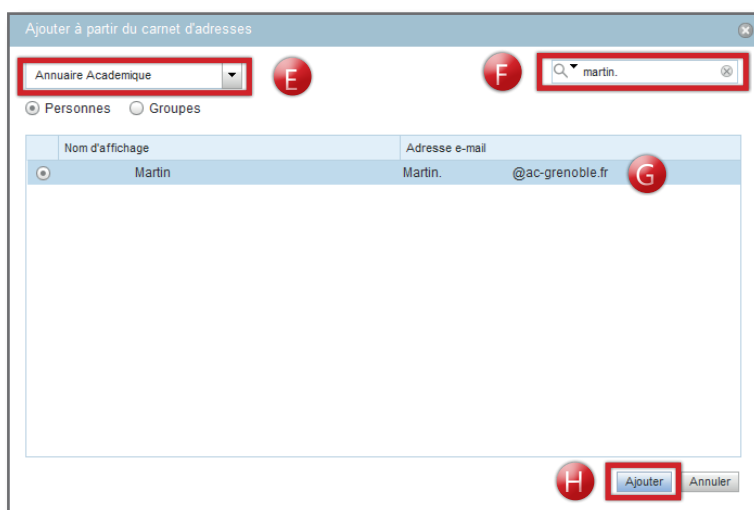 Ajouter à partir du carnet d'adresses
Annuaire Academique
E
F
martin.
Personnes Groupes
Nom d'affichage Adresse e-mail
Martin Martin. @ac-grenoble.fr G
H Ajouter Annuler